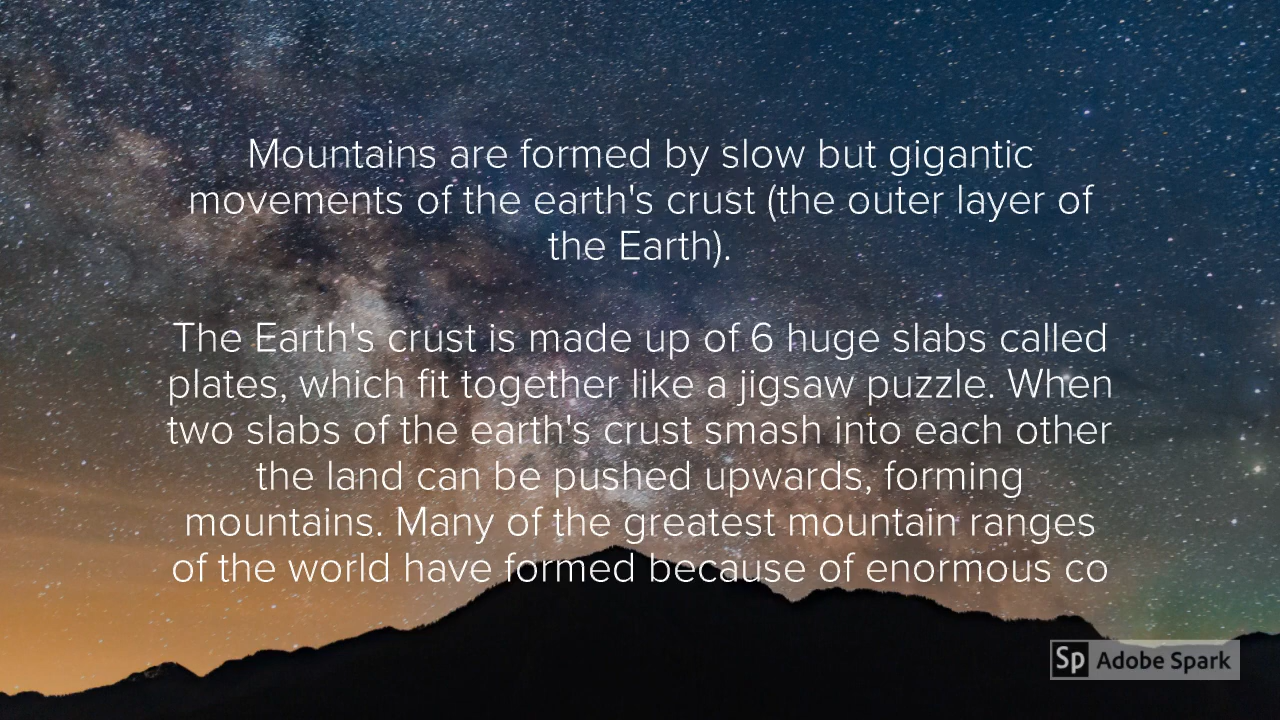 Mountains are formed by slow but gigantic
movements of the earth's crust (the outer layer of
the Earth).
The Earth's crust is made up of 6 huge slabs called
plates, which fit together like a jigsaw puzzle. When
two slabs of the earth's crust smash into each other
the land can be pushed upwards, forming
mountains. Many of the greatest mountain ranges
of the world have formed because of enormous co
Sp Adobe Spark